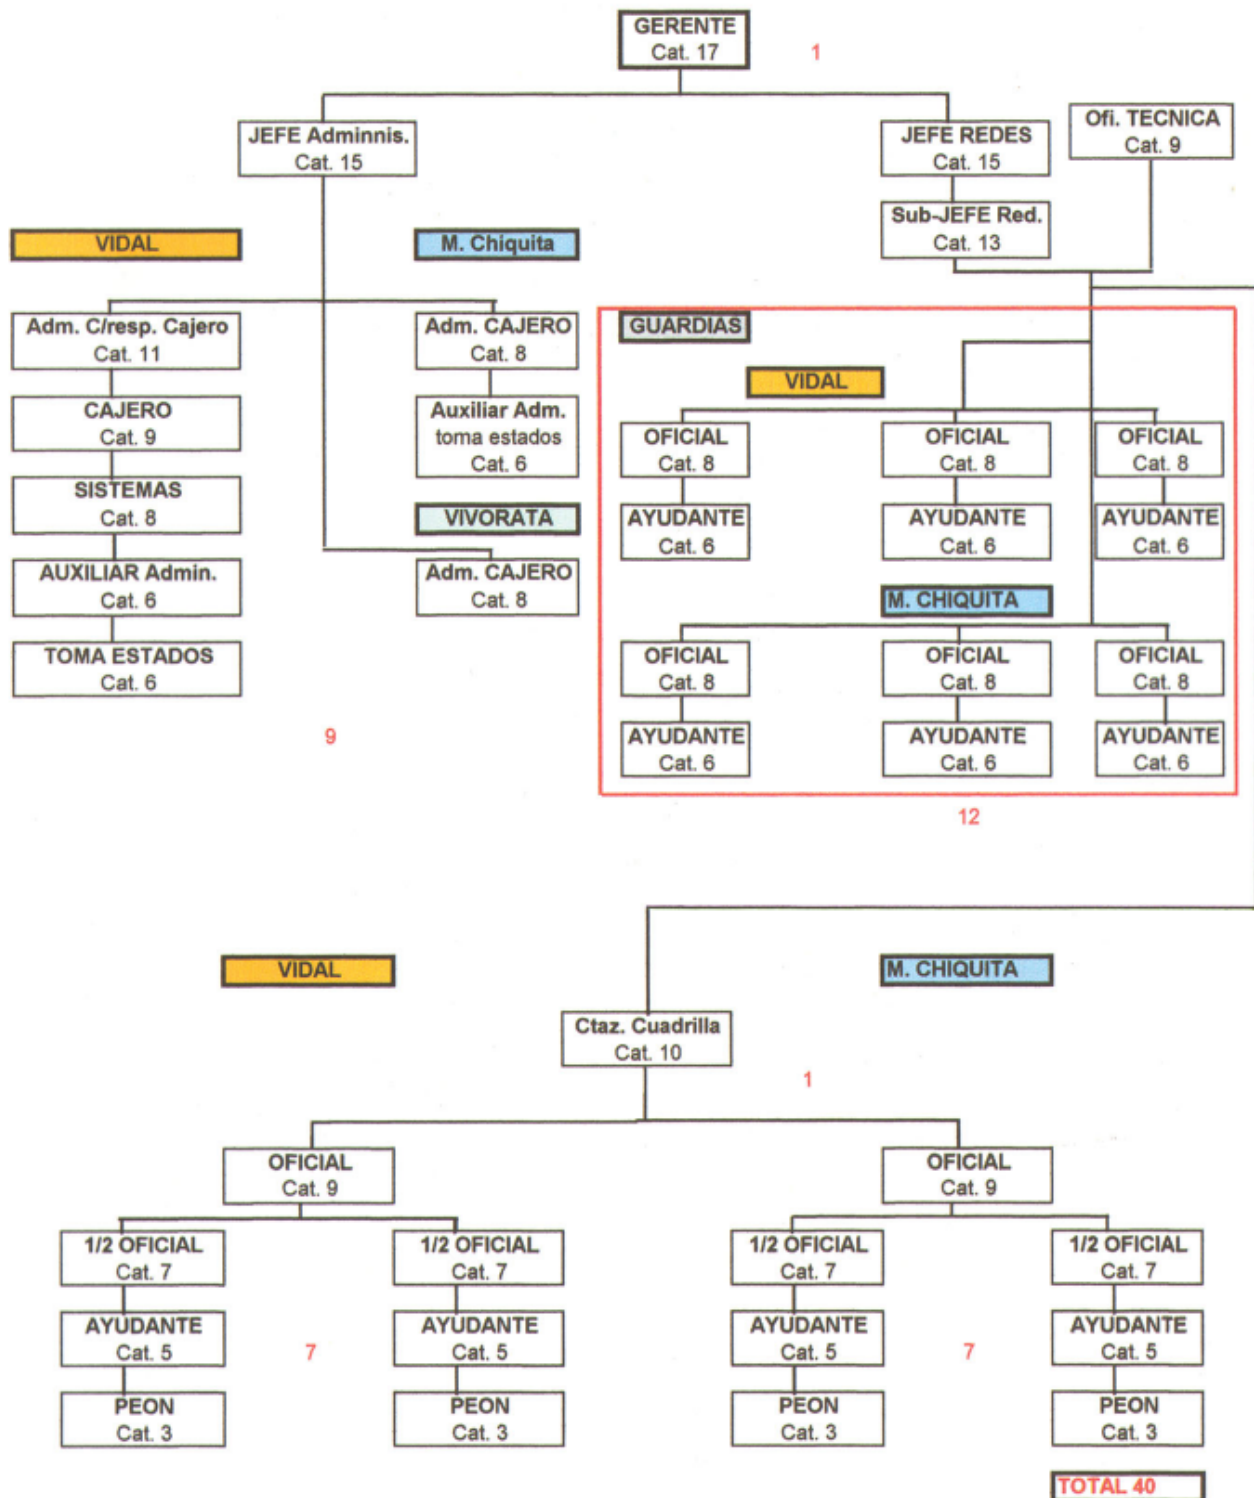 GERENTE
Cat. 17
1
JEFE Adminnis.
Cat. 15
JEFE REDES
Cat. 15
Ofi. TECNICA
Cat. 9
Sub-JEFE Red.
Cat. 13
VIDAL
M. Chiquita
Adm. C/resp. Cajero
Cat. 11
CAJERO
Cat. 9
SISTEMAS
Cat. 8
AUXILIAR Admin.
Cat. 6
TOMA ESTADOS
Cat. 6
Adm. CAJERO
Cat. 8
Auxiliar Adm.
toma estados
Cat. 6
VIVORATA
Adm. CAJERO
Cat. 8
9
GUARDIAS
VIDAL
OFICIAL
Cat. 8
OFICIAL
Cat. 8
OFICIAL
Cat. 8
AYUDANTE
Cat. 6
AYUDANTE
Cat. 6
AYUDANTE
Cat. 6
M. CHIQUITA
OFICIAL
Cat. 8
OFICIAL
Cat. 8
OFICIAL
Cat. 8
AYUDANTE
Cat. 6
AYUDANTE
Cat. 6
AYUDANTE
Cat. 6
12
VIDAL
M. CHIQUITA
Ctaz. Cuadrilla
Cat. 10
1
OFICIAL
Cat. 9
OFICIAL
Cat. 9
1/2 OFICIAL
Cat. 7
1/2 OFICIAL
Cat. 7
1/2 OFICIAL
Cat. 7
1/2 OFICIAL
Cat. 7
AYUDANTE
Cat. 5
7
AYUDANTE
Cat. 5
AYUDANTE
Cat. 5
7
AYUDANTE
Cat. 5
PEON
Cat. 3
PEON
Cat. 3
PEON
Cat. 3
PEON
Cat. 3
TOTAL 40